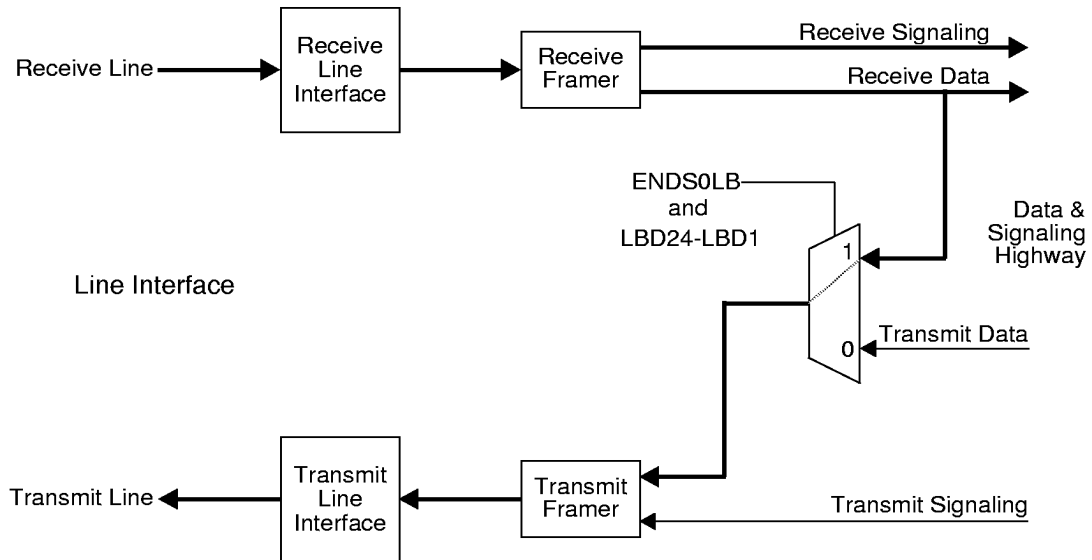 Receive Line
Receive
Line
Interface
Receive
Framer
Receive Signaling
Receive Data
ENDS0LB
and
LBD24-LBD1
Data &
Signaling
Highway
1
Line Interface
0
Transmit Data
Transmit Line
Transmit
Line
Interface
Transmit
Framer
Transmit Signaling